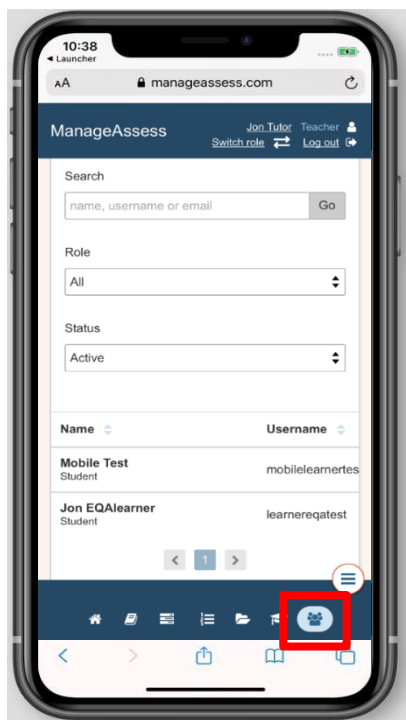 10:38
◀ Launcher
AA manageassess.com
ManageAssess
Jon Tutor Teacher
Switch role Log out
Search
name, username or email Go
Role
All
Status
Active
Name Username
Mobile Test
Student
mobilelearnertes
Jon EQAlearner
Student
learnereqatest
< 1 >